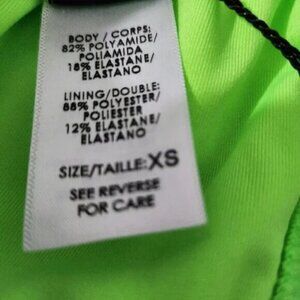 BODY / CORPS:
82% POLYAMIDE/
POLIAMIDA
18% ELASTANE/
ELASTANO
LINING/DOUBLE:
88% POLYESTER/
POLIESTER
12% ELASTANE/
ELASTANO
SIZE/TAILLE: XS
SEE REVERSE
FOR CARE